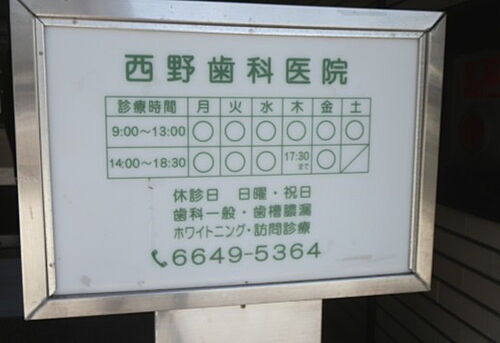 西野歯科医院
診療時間 月 火 水 木 金 土
9:00～13:00 ○ ○ ○ ○ ○ ○
14:00～18:30 ○ ○ ○ 17:30まで ○ ／
休診日 日曜・祝日
歯科一般・歯槽膿漏
ホワイトニング・訪問診療
6649-5364